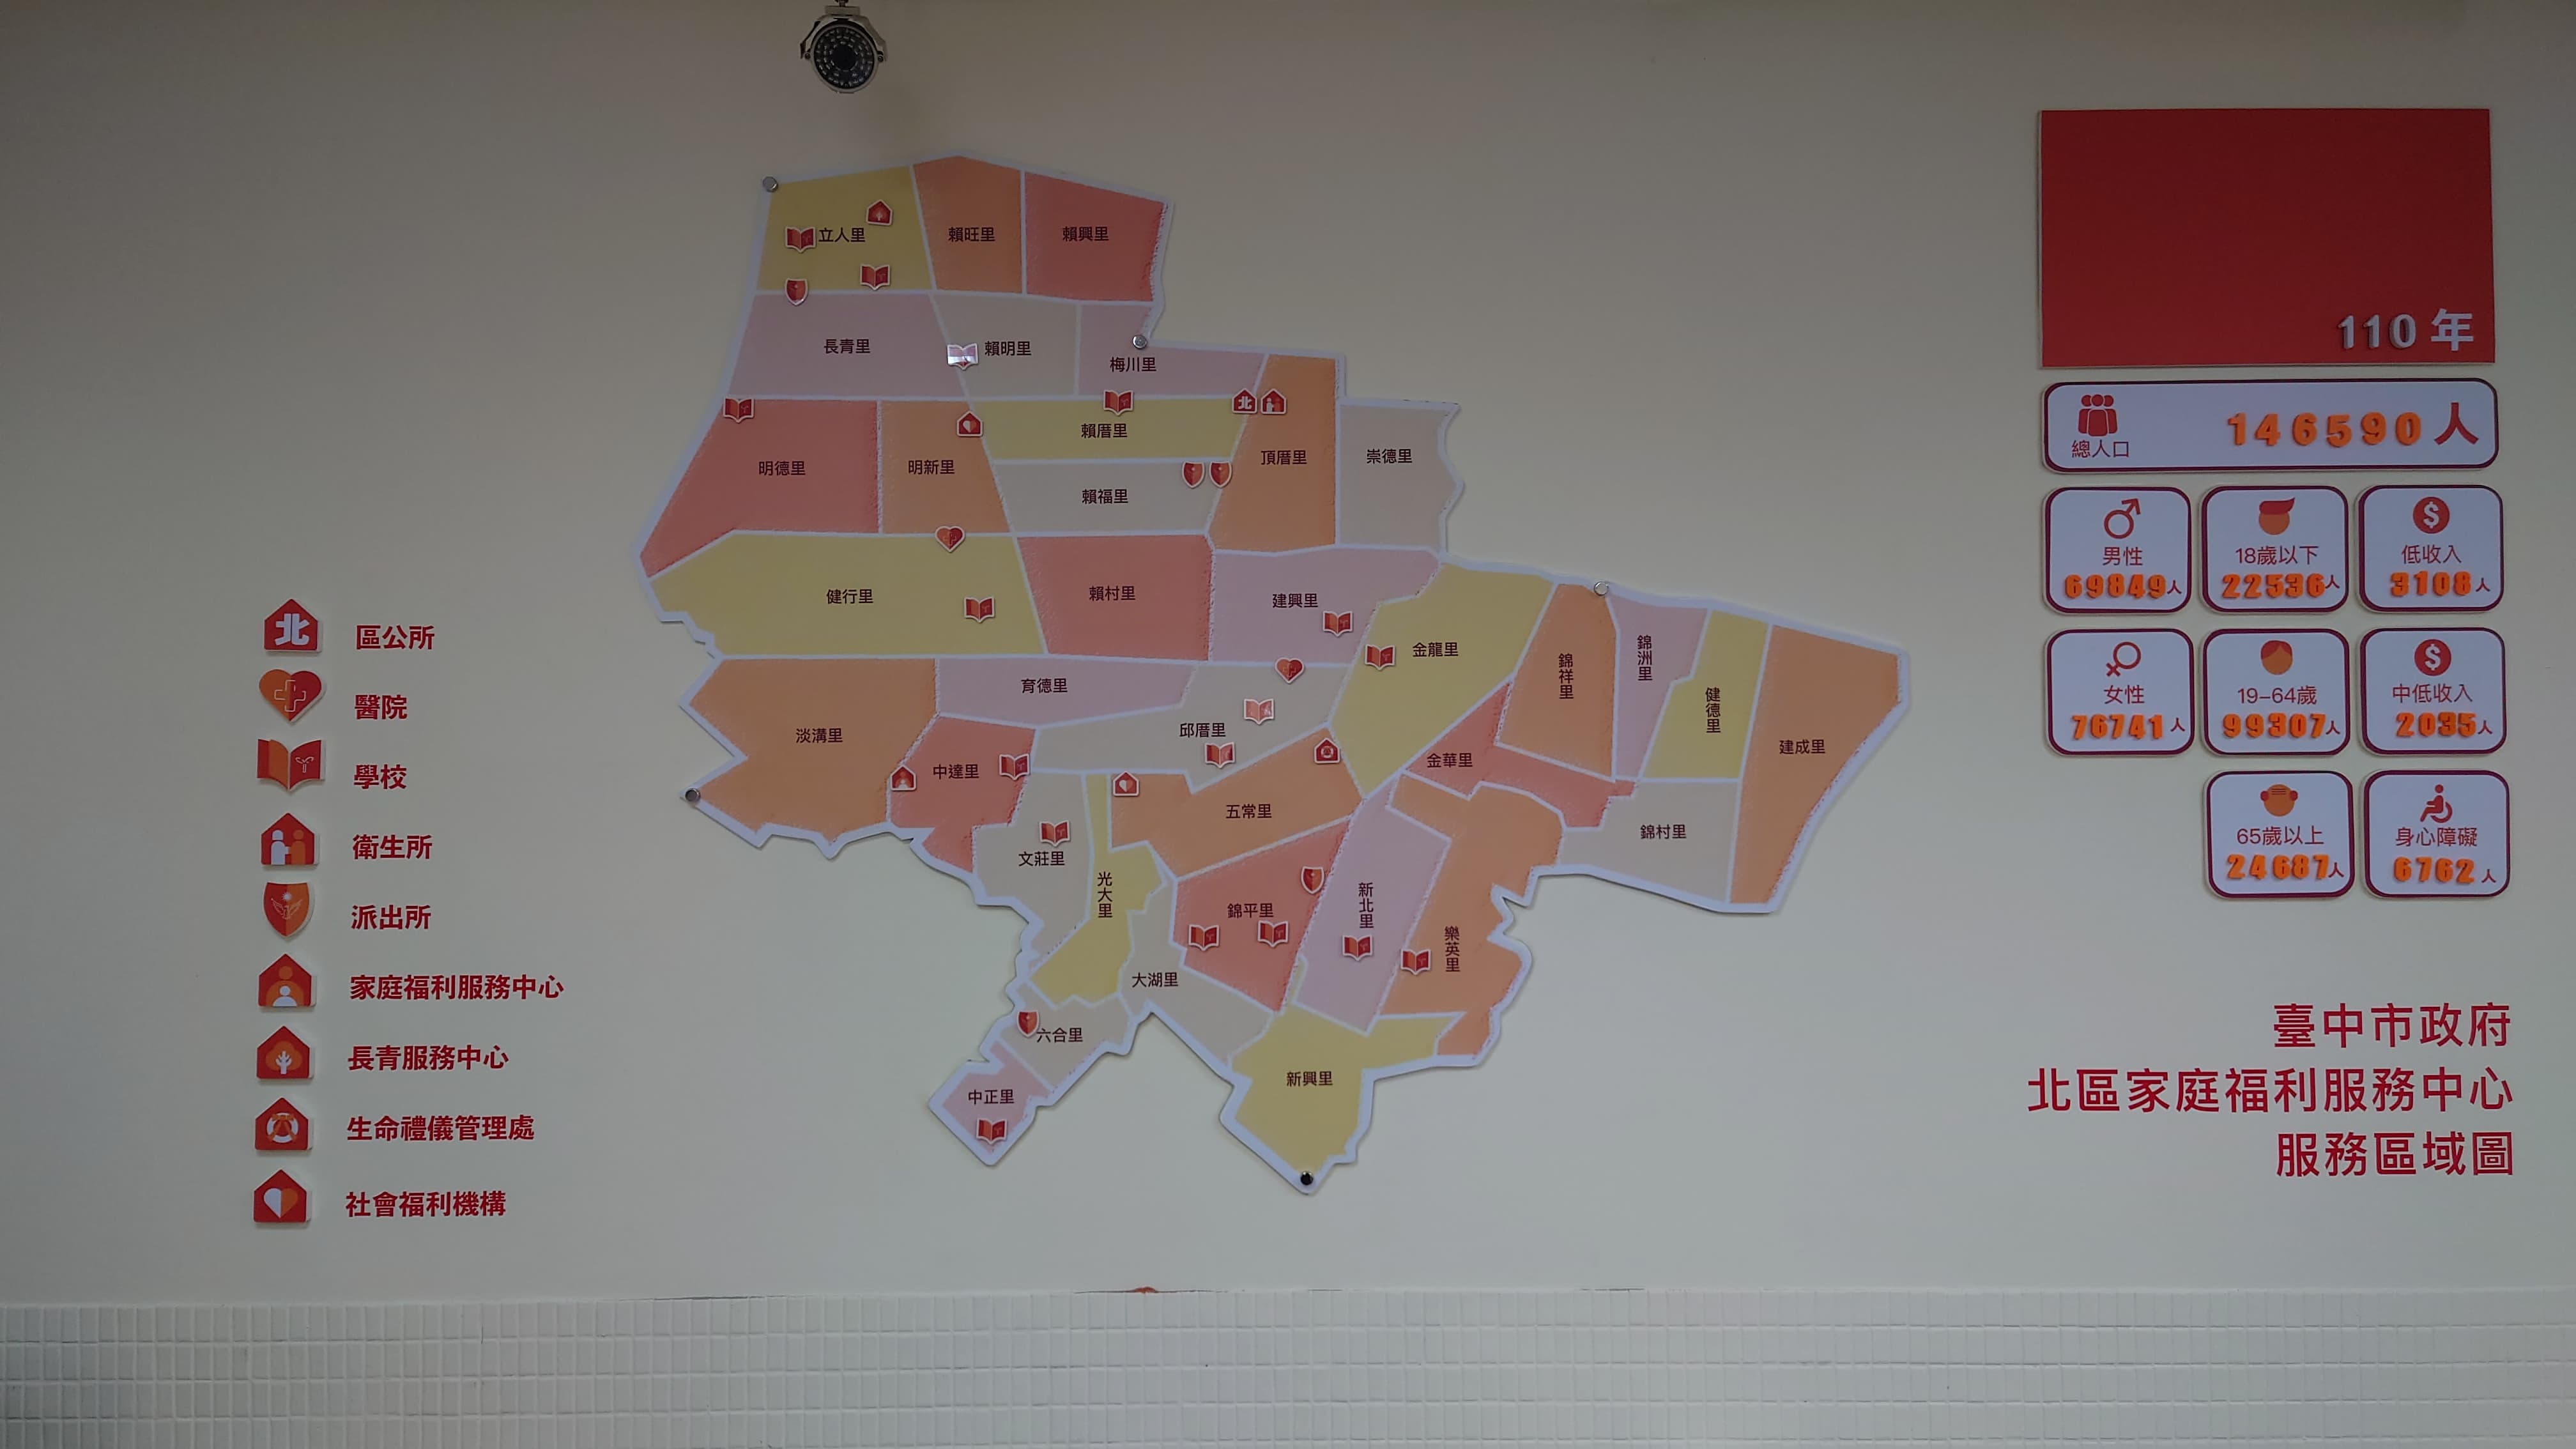 立人里
賴旺里
賴興里
長青里
賴明里
梅川里
北
賴厝里
明德里
明新里
賴福里
頂厝里
崇德里
健行里
賴村里
建興里
金龍里
錦祥里
錦洲里
健德里
建成里
淡溝里
育德里
邱厝里
中達里
五常里
金華里
錦村里
文莊里
光大里
錦平里
新北里
樂英里
大湖里
六合里
中正里
新興里
北 區公所
醫院
學校
衛生所
派出所
家庭福利服務中心
長青服務中心
生命禮儀管理處
社會福利機構
110 年
總人口 146590 人
男性
69849人
18歲以下
22536人
低收入
3108人
女性
76741人
19-64歲
99307人
中低收入
2035人
65歲以上
24687人
身心障礙
6762人
臺中市政府
北區家庭福利服務中心
服務區域圖